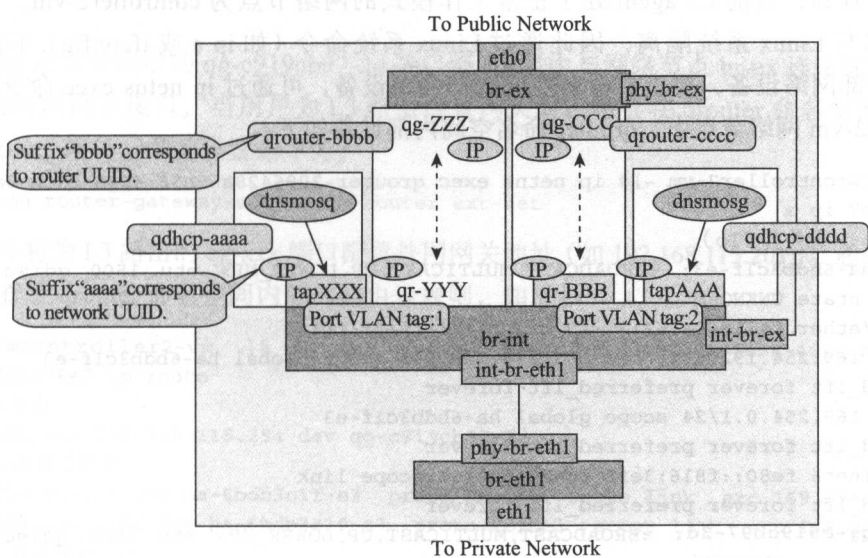 To Public Network
eth0
br-ex
phy-br-ex
qg-ZZZ
qg-CCC
qrouter-bbbb
qrouter-cccc
IP
IP
Suffix“bbbb”corresponds
to router UUID.
dnsmosq
dnsmosg
qdhcp-aaaa
qdhcp-dddd
IP
IP
IP
IP
Suffix“aaaa”corresponds
to network UUID.
tapXXX
qr-YYY
qr-BBB
tapAAA
Port VLAN tag:1
Port VLAN tag:2
br-int
int-br-ex
int-br-eth1
phy-br-eth1
br-eth1
eth1
To Private Network